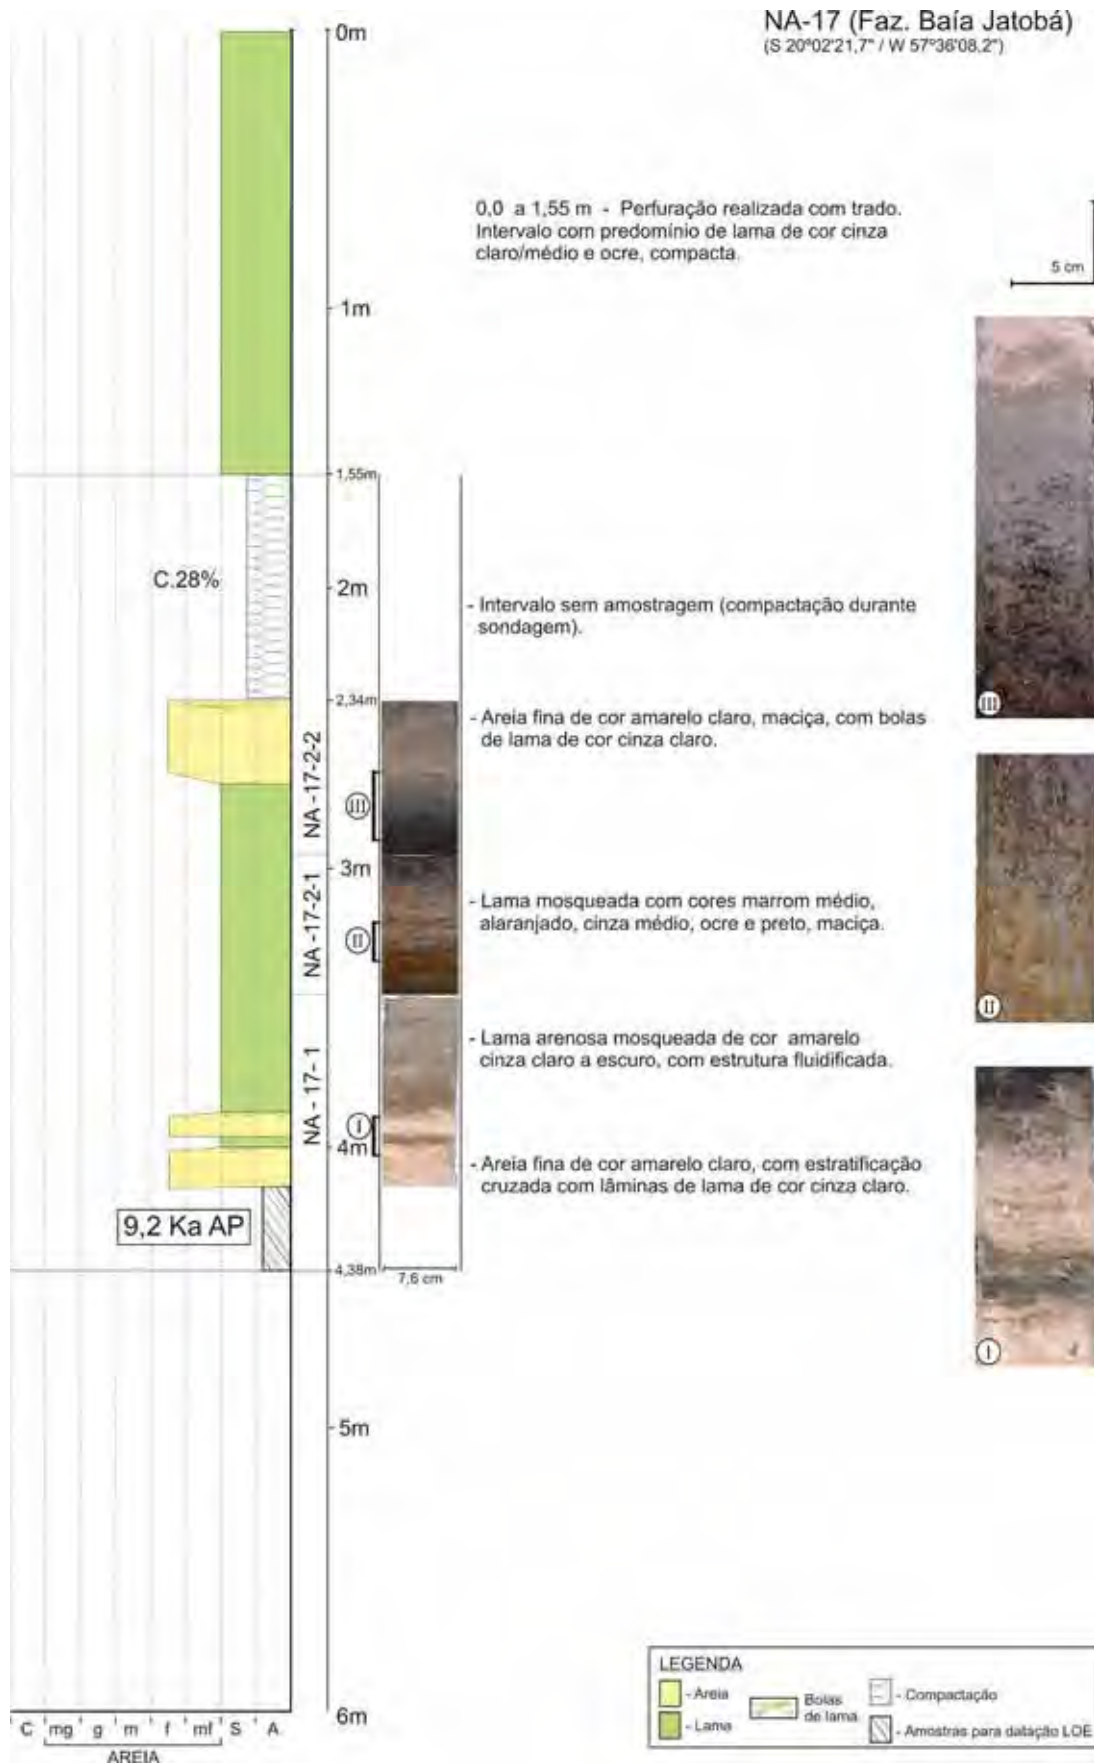 NA-17 (Faz. Baía Jatobá)
(S 20º02'21,7" / W 57º36'08,2")
0m
0,0 a 1,55 m - Perfuração realizada com trado.
Intervalo com predomínio de lama de cor cinza
claro/médio e ocre, compacta.
5 cm
1m
1,55m
C.28%
2m
- Intervalo sem amostragem (compactação durante
sondagem).
2,34m
- Areia fina de cor amarelo claro, maciça, com bolas
de lama de cor cinza claro.
III
NA -17-2-2
III
3m
- Lama mosqueada com cores marrom médio,
alaranjado, cinza médio, ocre e preto, maciça.
NA -17-2-1
II
II
- Lama arenosa mosqueada de cor amarelo
cinza claro a escuro, com estrutura fluidificada.
NA - 17- 1
I
4m
- Areia fina de cor amarelo claro, com estratificação
cruzada com lâminas de lama de cor cinza claro.
9,2 Ka AP
4,38m
7,6 cm
I
5m
6m
C mg g m f mf S A
AREIA
LEGENDA
- Areia
- Lama
Bolas
de lama
- Compactação
- Amostras para datação LOE